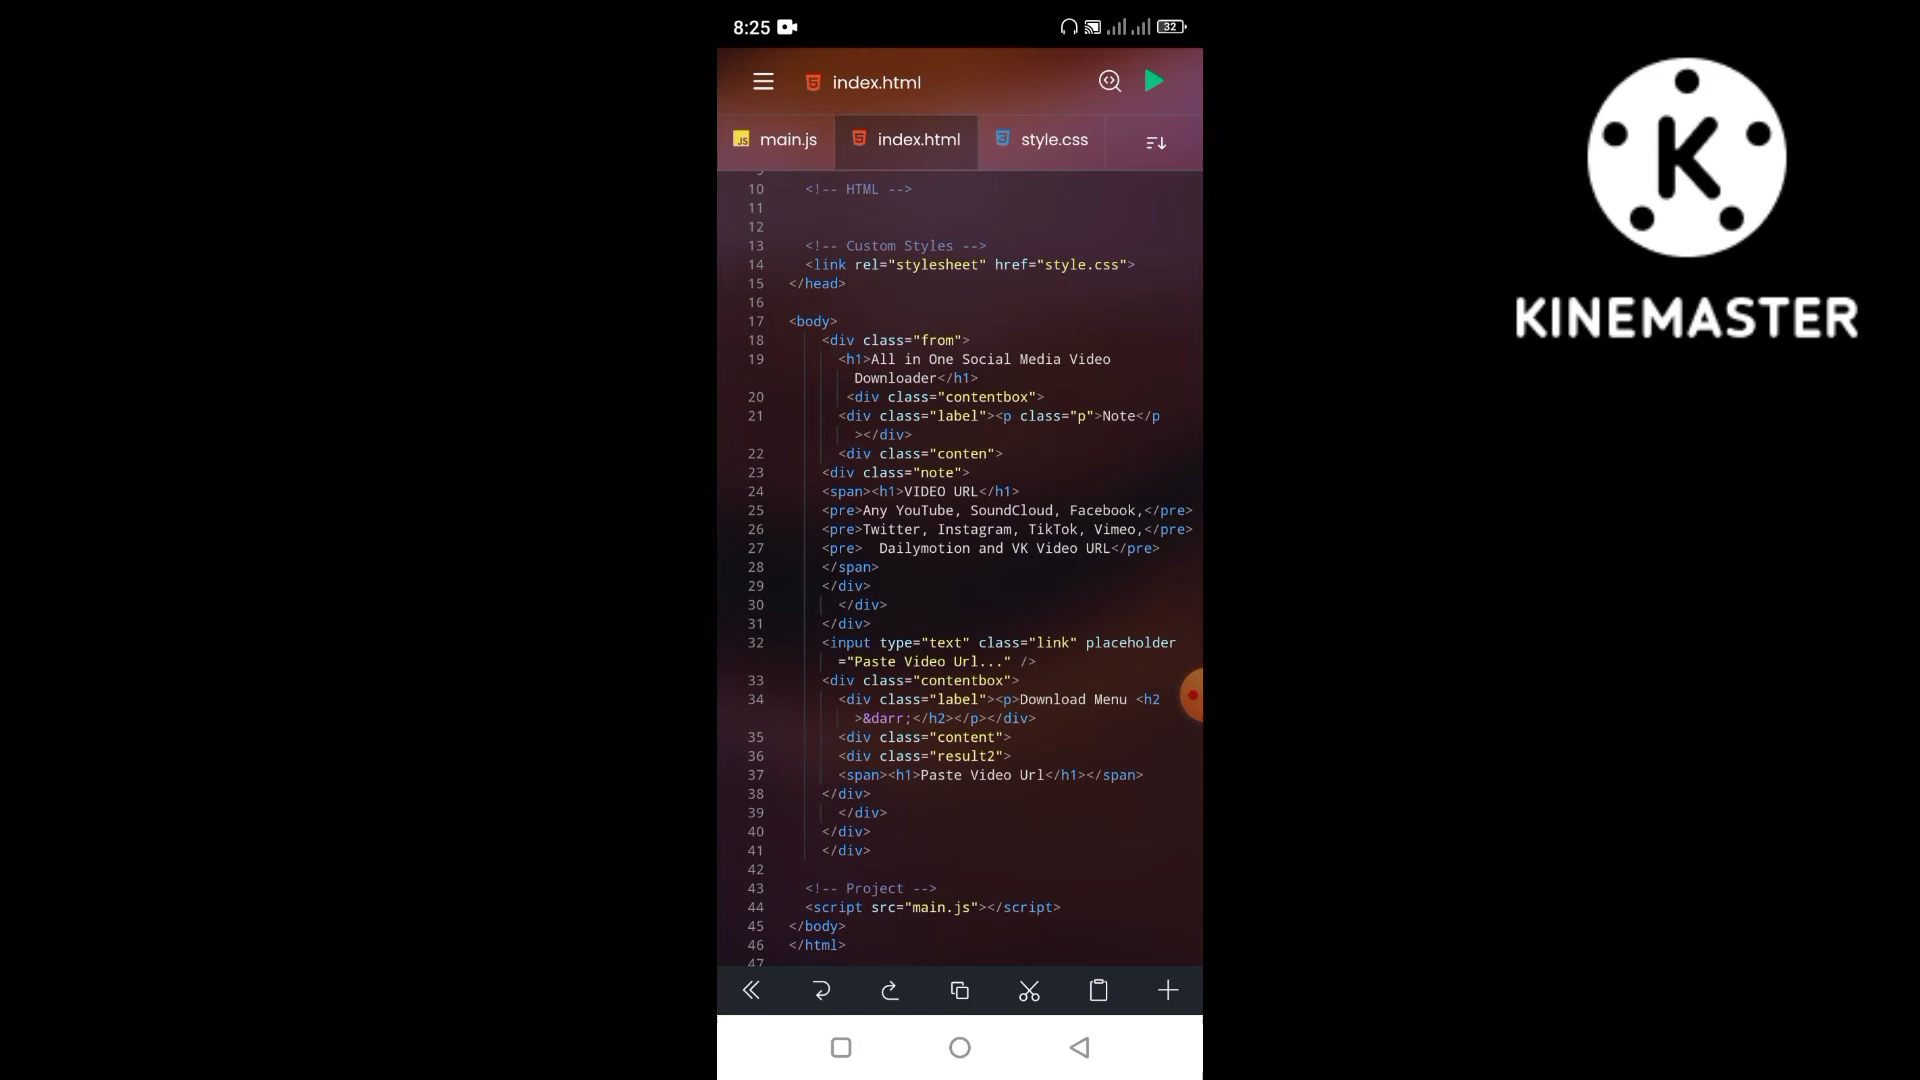 8:25
32
index.html
main.js
index.html
style.css
10 <!-- HTML -->
11
12
13 <!-- Custom Styles -->
14 <link rel="stylesheet" href="style.css">
15 </head>
16
17 <body>
18 <div class="from">
19 <h1>All in One Social Media Video
Downloader</h1>
20 <div class="contentbox">
21 <div class="label"><p class="p">Note</p
></div>
22 <div class="conten">
23 <div class="note">
24 <span><h1>VIDEO URL</h1>
25 <pre>Any YouTube, SoundCloud, Facebook,</pre>
26 <pre>Twitter, Instagram, TikTok, Vimeo,</pre>
27 <pre>  Dailymotion and VK Video URL</pre>
28 </span>
29 </div>
30 </div>
31 </div>
32 <input type="text" class="link" placeholder
="Paste Video Url..." />
33 <div class="contentbox">
34 <div class="label"><p>Download Menu <h2
>&darr;</h2></p></div>
35 <div class="content">
36 <div class="result2">
37 <span><h1>Paste Video Url</h1></span>
38 </div>
39 </div>
40 </div>
41 </div>
42
43 <!-- Project -->
44 <script src="main.js"></script>
45 </body>
46 </html>
47
K
KINEMASTER